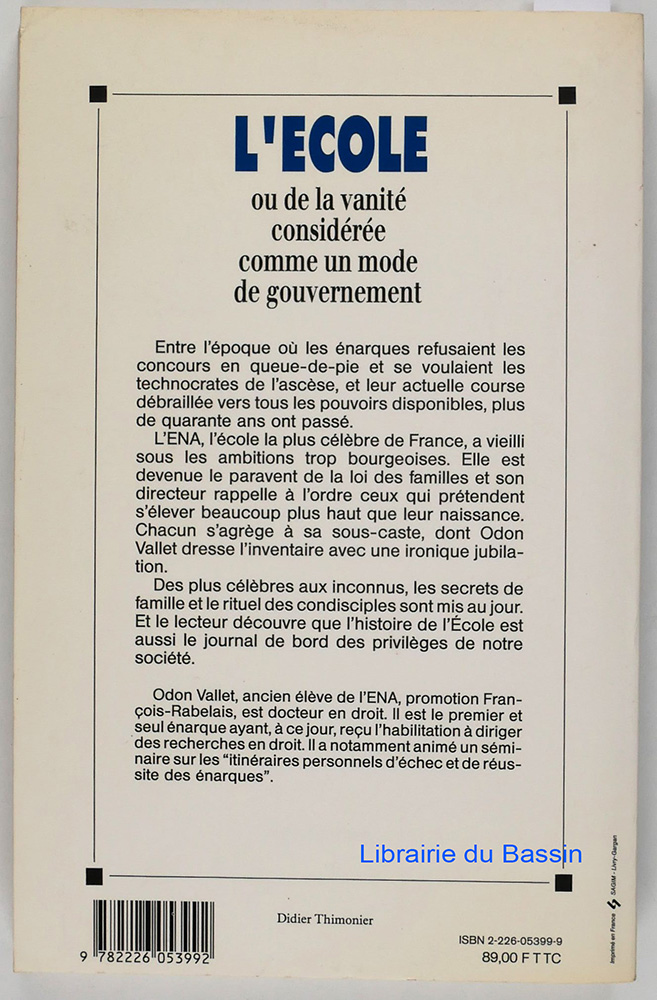 L'ECOLE
ou de la vanité
considérée
comme un mode
de gouvernement
Entre l'époque où les énarques refusaient les
concours en queue-de-pie et se voulaient les
technocrates de l'ascèse, et leur actuelle course
débraillée vers tous les pouvoirs disponibles, plus
de quarante ans ont passé.
L'ENA, l'école la plus célèbre de France, a vieilli
sous les ambitions trop bourgeoises. Elle est
devenue le paravent de la loi des familles et son
directeur rappelle à l'ordre ceux qui prétendent
s'élever beaucoup plus haut que leur naissance.
Chacun s'agrège à sa sous-caste, dont Odon
Vallet dresse l'inventaire avec une ironique jubila-
tion.
Des plus célèbres aux inconnus, les secrets de
famille et le rituel des condisciples sont mis au jour.
Et le lecteur découvre que l'histoire de l'École est
aussi le journal de bord des privilèges de notre
société.
Odon Vallet, ancien élève de l'ENA, promotion Fran-
çois-Rabelais, est docteur en droit. Il est le premier et
seul énarque ayant, à ce jour, reçu l'habilitation à diriger
des recherches en droit. Il a notamment animé un sémi-
naire sur les "itinéraires personnels d'échec et de réus-
site des énarques".
Librairie du Bassin
Imprimé en France SAGIM - Livry-Gargan
Didier Thimonier
9 782226 053992
ISBN 2-226-05399-9
89,00 F TTC